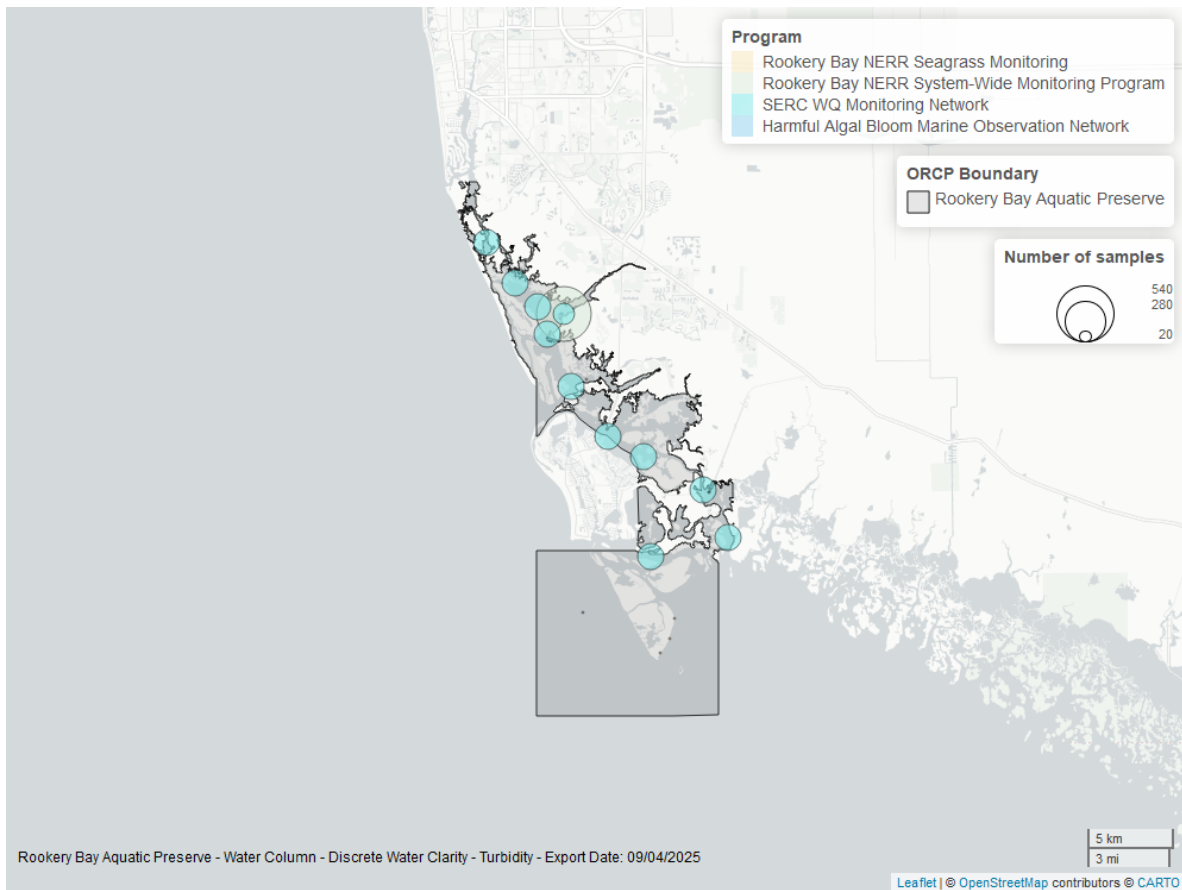 Program
Rookery Bay NERR Seagrass Monitoring
Rookery Bay NERR System-Wide Monitoring Program
SERC WQ Monitoring Network
Harmful Algal Bloom Marine Observation Network
ORCP Boundary
Rookery Bay Aquatic Preserve
Number of samples
540
280
20
5 km
3 mi
Rookery Bay Aquatic Preserve - Water Column - Discrete Water Clarity - Turbidity - Export Date: 09/04/2025
Leaflet | © OpenStreetMap contributors © CARTO